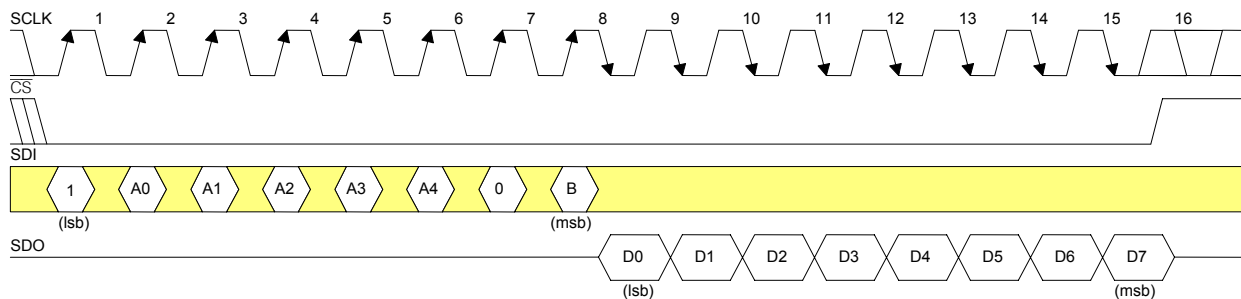 SCLK 1 2 3 4 5 6 7 8 9 10 11 12 13 14 15 16
CS
SDI
1 A0 A1 A2 A3 A4 0 B
(lsb) (msb)
SDO
D0 D1 D2 D3 D4 D5 D6 D7
(lsb) (msb)